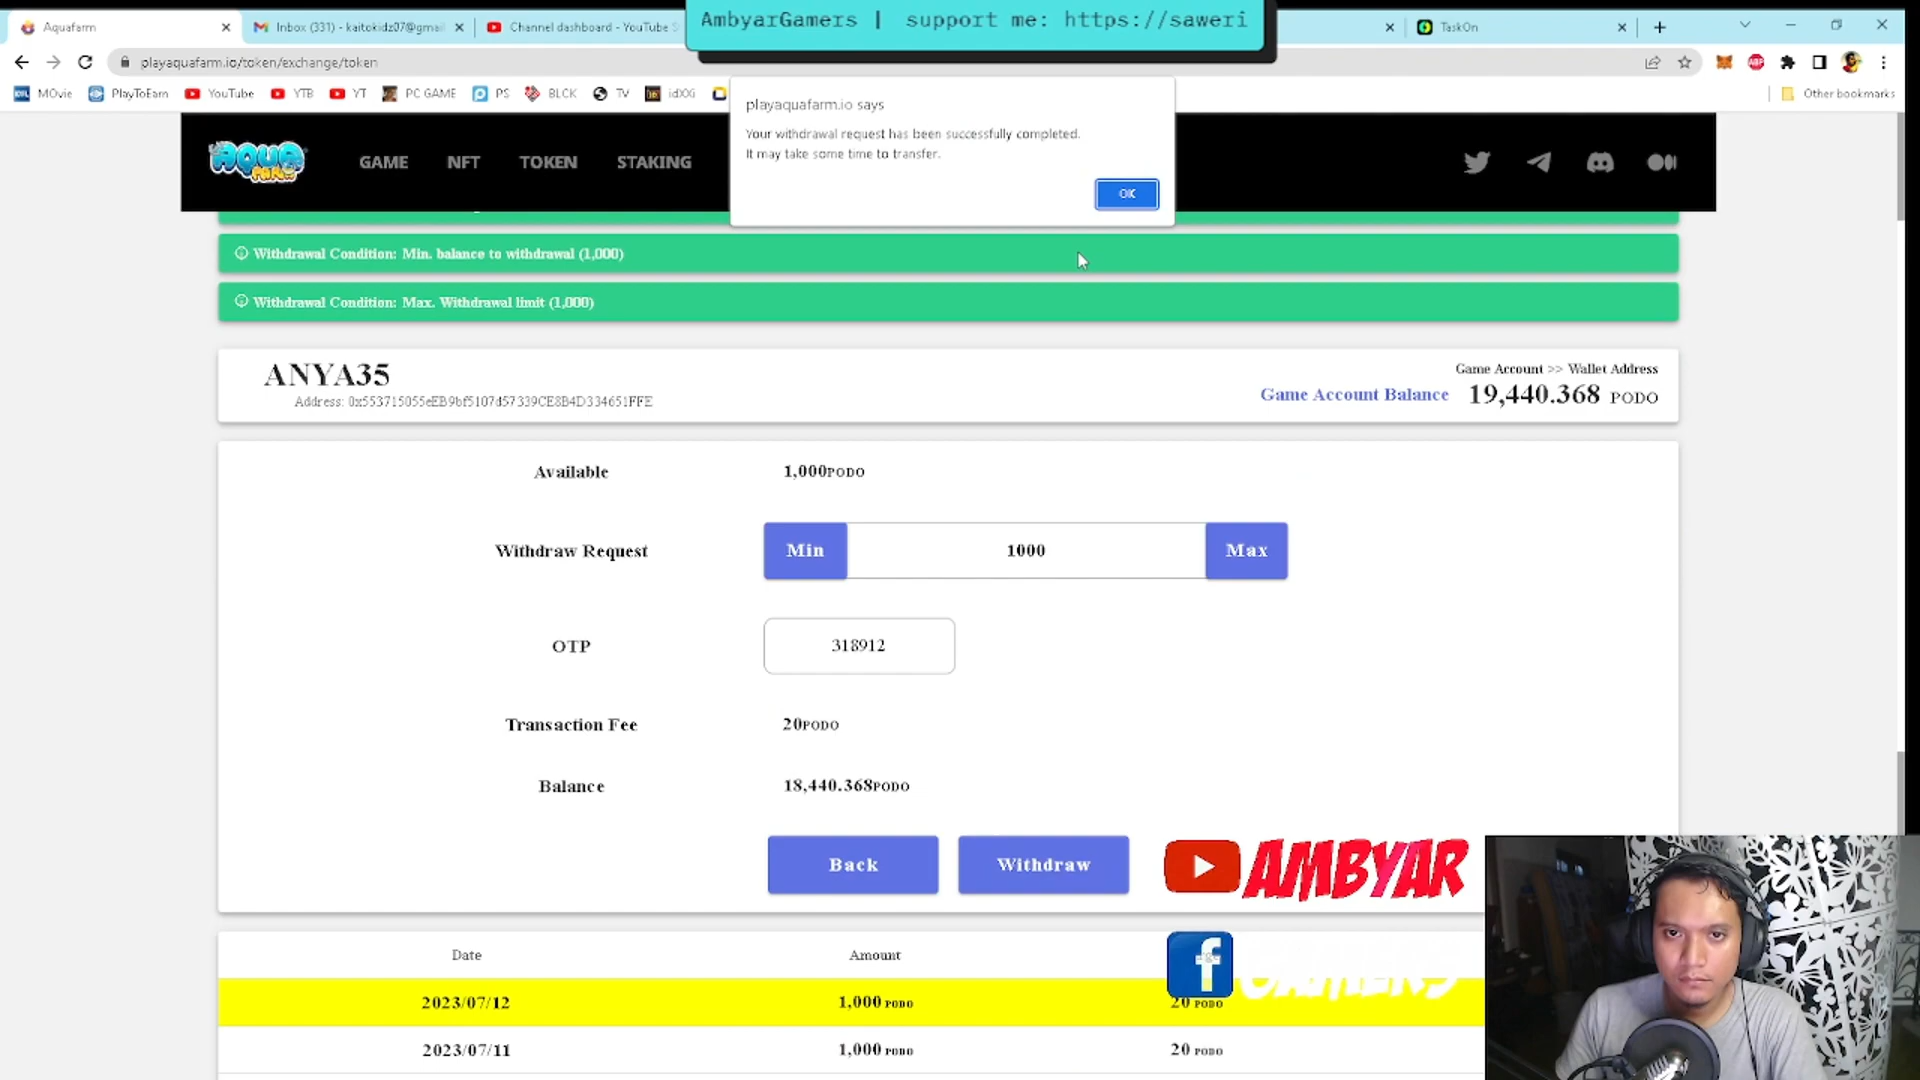 AmbyarGamers | support me: https://saweri
Aquafarm
Inbox (331) - kaitokidz07@gmail
Channel dashboard - YouTube S
TaskOn
playaquafarm.io/token/exchange/token
MOvie
PlayToEarn
YouTube
YTB
YT
PC GAME
PS
BLCK
TV
idXXi
Other bookmarks
playaquafarm.io says
Your withdrawal request has been successfully completed.
It may take some time to transfer.
OK
AQUA FARM
GAME
NFT
TOKEN
STAKING
Withdrawal Condition: Min. balance to withdrawal (1,000)
Withdrawal Condition: Max. Withdrawal limit (1,000)
ANYA35
Address: 0x553715055eEB9bf5107d57339CE8B4D334651FFE
Game Account >> Wallet Address
Game Account Balance 19,440.368 PODO
Available 1,000PODO
Withdraw Request Min 1000 Max
OTP 318912
Transaction Fee 20PODO
Balance 18,440.368PODO
Back Withdraw
AMBYAR
GAMERS
Date Amount
2023/07/12 1,000 PODO 20 PODO
2023/07/11 1,000 PODO 20 PODO